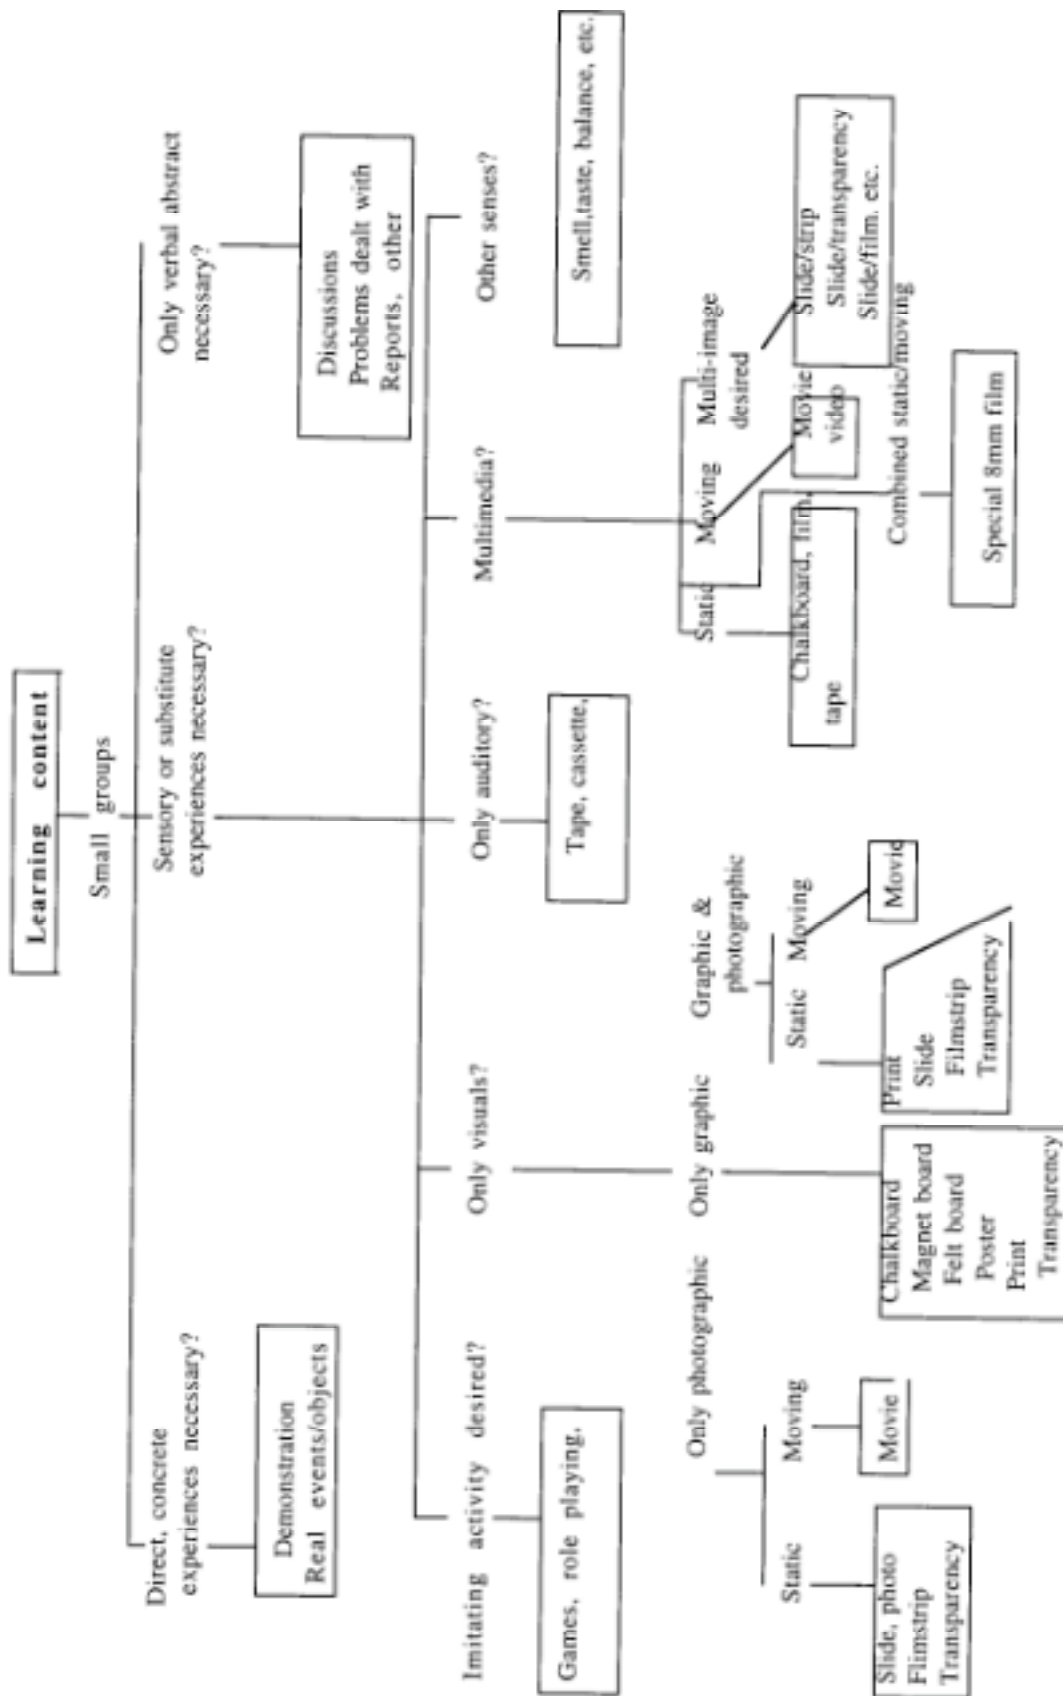 Learning content
Small groups
Direct, concrete
experiences necessary?
Sensory or substitute
experiences necessary?
Only verbal abstract
necessary?
Demonstration
Real events/objects
Discussions
Problems dealt with
Reports, other
Imitating activity desired?
Only visuals?
Only auditory?
Multimedia?
Other senses?
Games, role playing,
Tape, cassette,
Smell,taste, balance, etc.
Only photographic
Only graphic
Graphic &
photographic
Static
Moving
Multi-image
desired
Static
Moving
Static
Moving
Slide, photo
Flimstrip
Transparency
Movie
Chalkboard
Magnet board
Felt board
Poster
Print
Transparency
Print
Slide
Filmstrip
Transparency
Movie
Chalkboard, film,
tape
Movie
video
Slide/strip
Slide/transparency
Slide/film. etc.
Combined static/moving
Special 8mm film